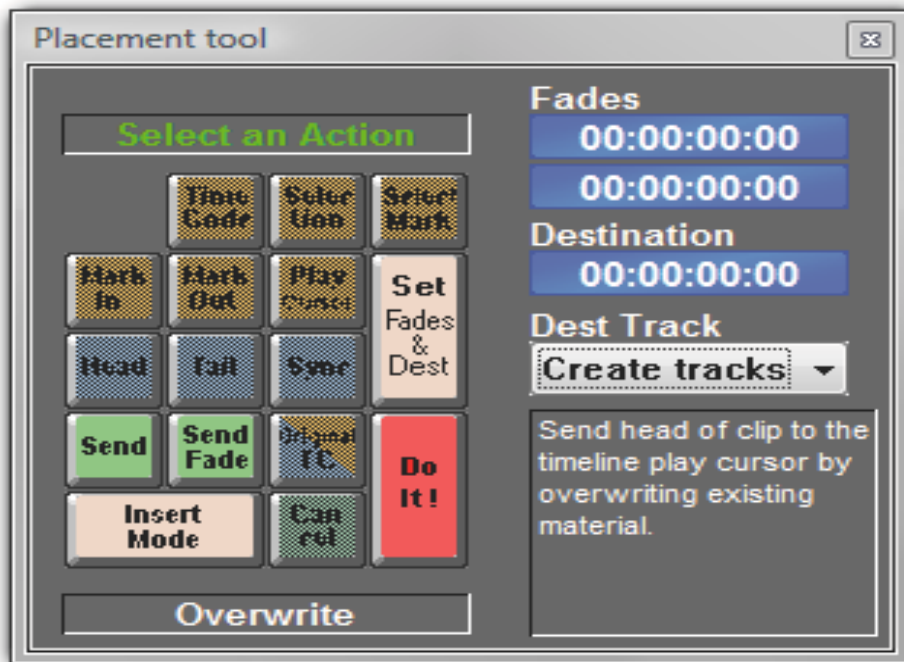 Placement tool
Select an Action
Fades
00:00:00:00
00:00:00:00
Time
Code
Selec
tion
Select
Mark
Destination
00:00:00:00
Mark
In
Mark
Out
Play
Cursor
Set
Fades
&
Dest
Dest Track
Create tracks
Head
Tail
Sync
Send
Send
Fade
Original
TC
Do
It!
Send head of clip to the
timeline play cursor by
overwriting existing
material.
Insert
Mode
Can
cel
Overwrite